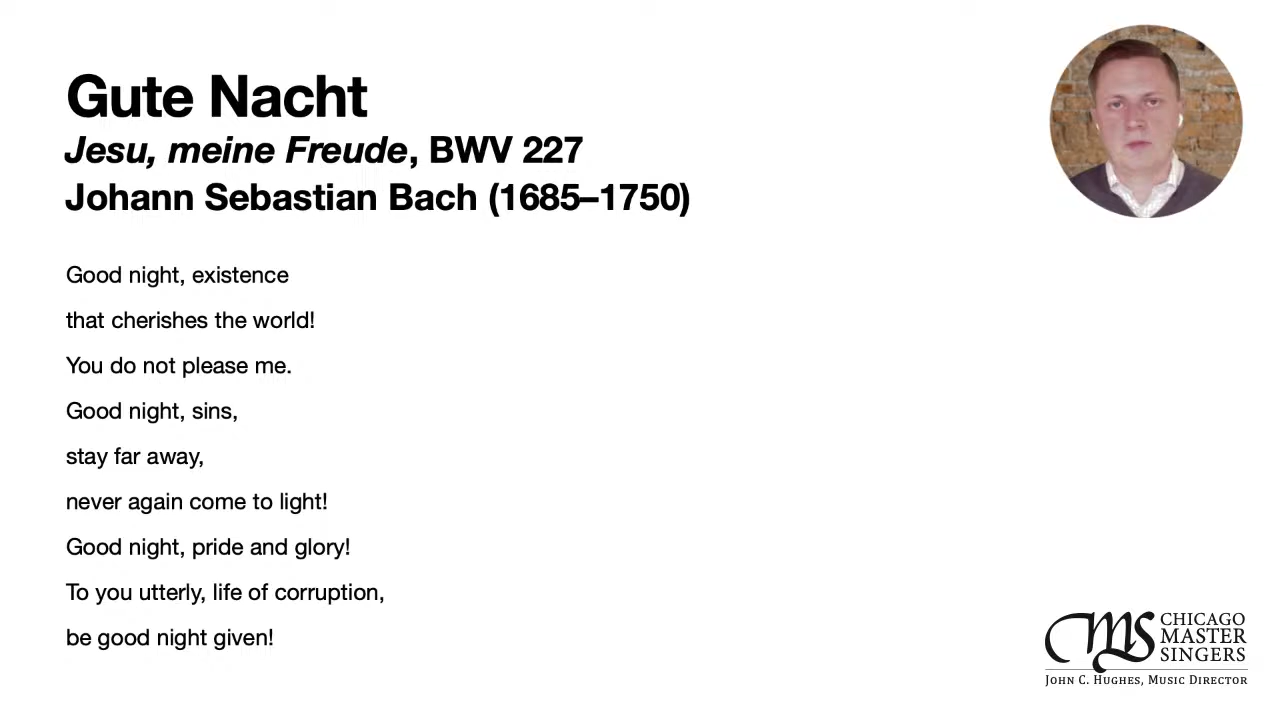 Gute Nacht
Jesu, meine Freude, BWV 227
Johann Sebastian Bach (1685–1750)
Good night, existence
that cherishes the world!
You do not please me.
Good night, sins,
stay far away,
never again come to light!
Good night, pride and glory!
To you utterly, life of corruption,
be good night given!
CMS
CHICAGO
MASTER
SINGERS
John C. Hughes, Music Director